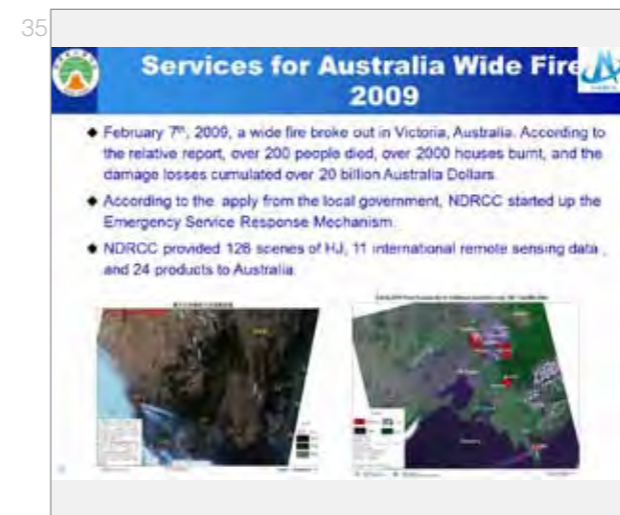 35
Services for Australia Wide Fire
2009
◆ February 7th, 2009, a wide fire broke out in Victoria, Australia. According to
the relative report, over 200 people died, over 2000 houses burnt, and the
damage losses cumulated over 20 billion Australia Dollars.
◆ According to the apply from the local government, NDRCC started up the
Emergency Service Response Mechanism.
◆ NDRCC provided 126 scenes of HJ, 11 international remote sensing data ,
and 24 products to Australia